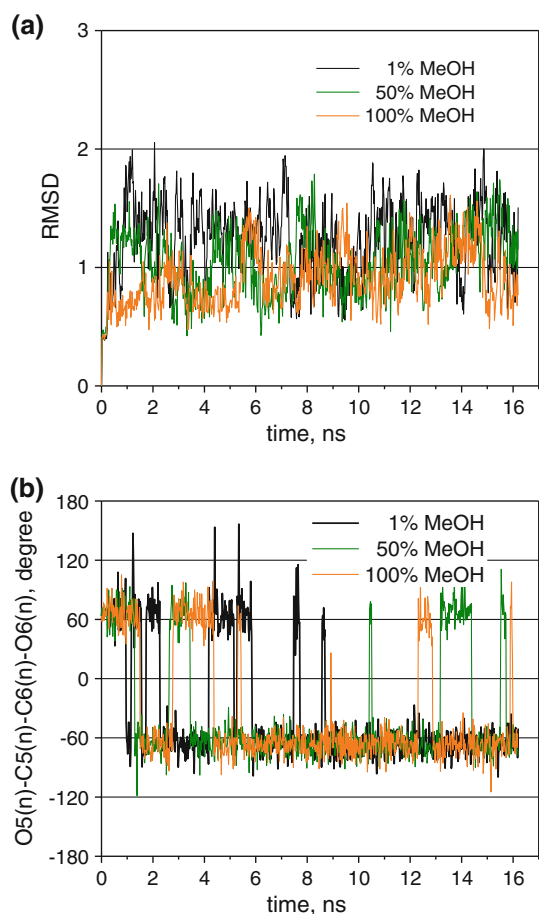 (a)
3
2
1
0
RMSD
1% MeOH
50% MeOH
100% MeOH
0 2 4 6 8 10 12 14 16
time, ns
(b)
180
120
60
0
-60
-120
-180
O5(n)-C5(n)-C6(n)-O6(n), degree
1% MeOH
50% MeOH
100% MeOH
0 2 4 6 8 10 12 14 16
time, ns